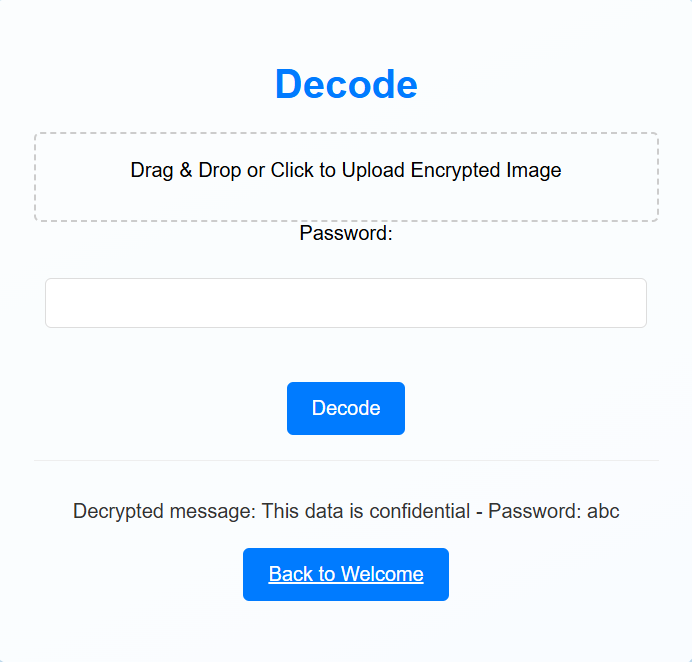 Decode
Drag & Drop or Click to Upload Encrypted Image
Password:
Decode
Decrypted message: This data is confidential - Password: abc
Back to Welcome